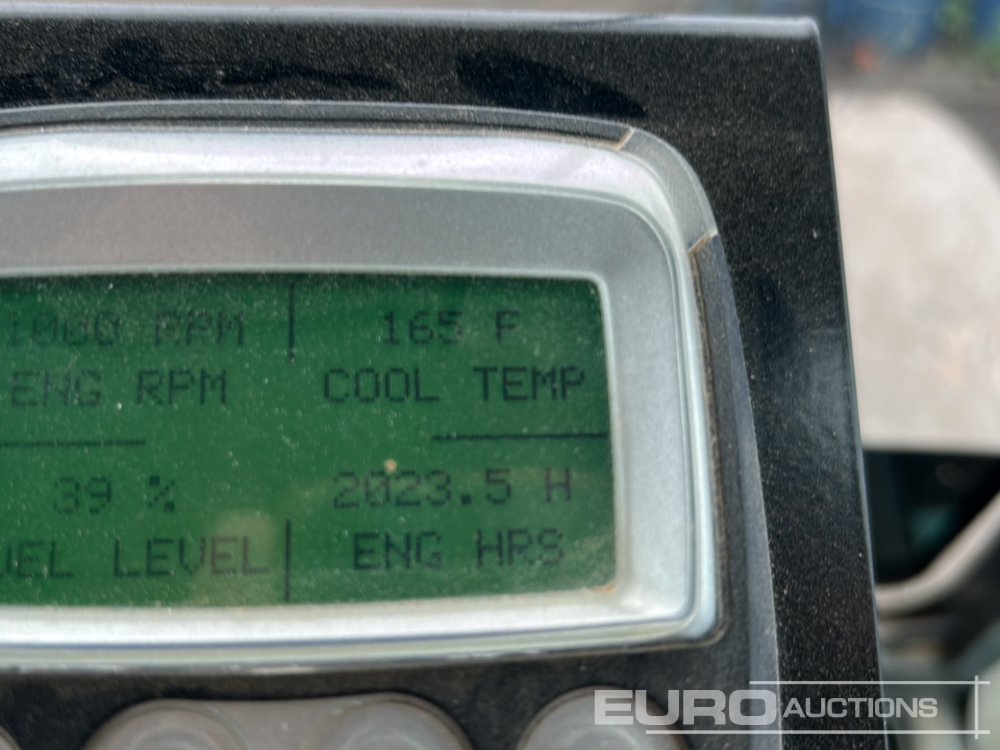 1000 RPM 165 F
ENG RPM COOL TEMP
39 % 2023.5 H
UEL LEVEL ENG HRS
EURO AUCTIONS